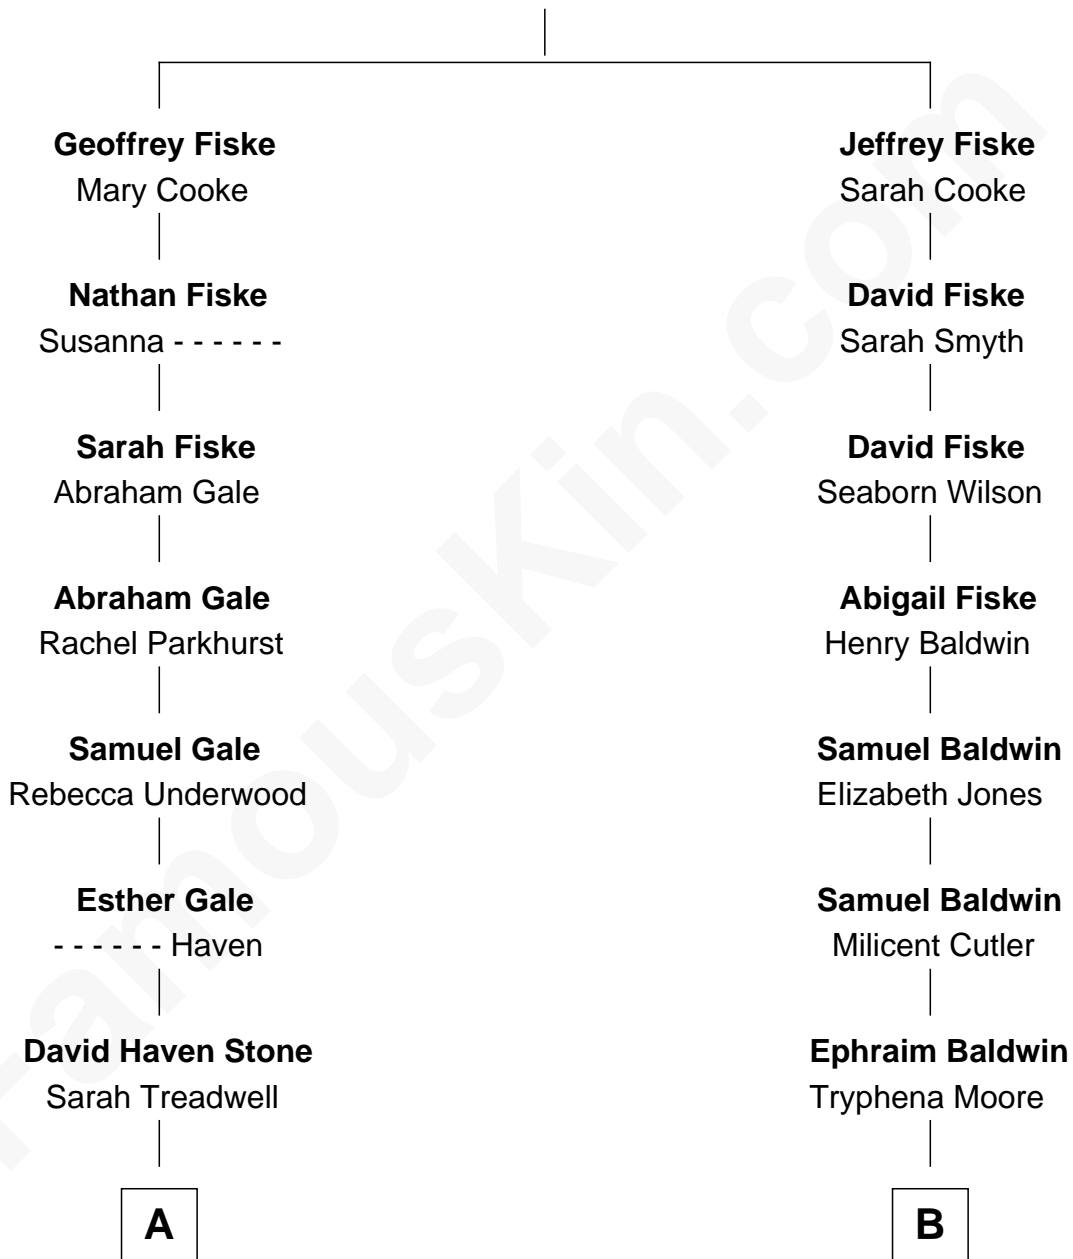 Geoffrey Fiske
Mary Cooke
Nathan Fiske
Susanna - - - - - -
Sarah Fiske
Abraham Gale
Abraham Gale
Rachel Parkhurst
Samuel Gale
Rebecca Underwood
Esther Gale
- - - - - - Haven
David Haven Stone
Sarah Treadwell
A
Jeffrey Fiske
Sarah Cooke
David Fiske
Sarah Smyth
David Fiske
Seaborn Wilson
Abigail Fiske
Henry Baldwin
Samuel Baldwin
Elizabeth Jones
Samuel Baldwin
Milicent Cutler
Ephraim Baldwin
Tryphena Moore
B
FamousKin.com